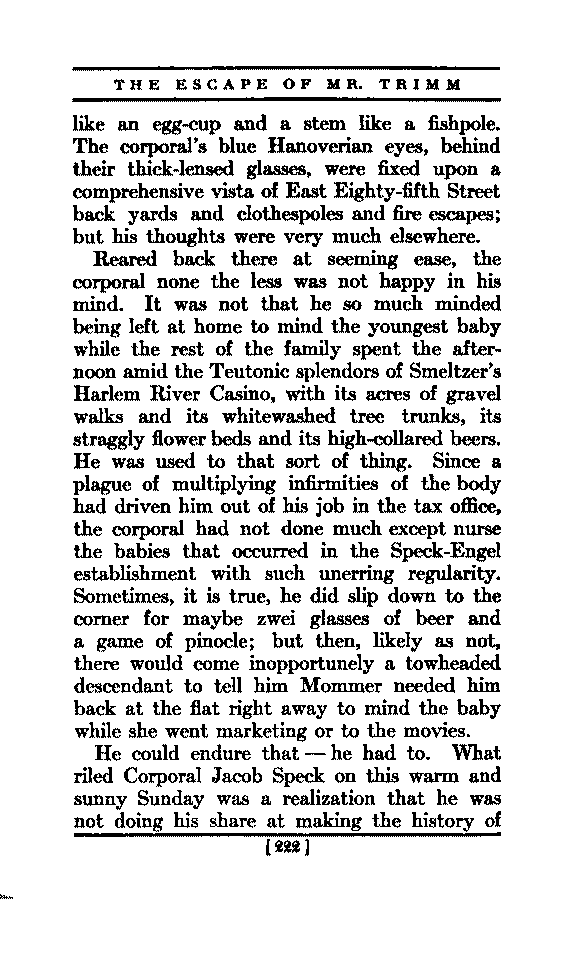 THE ESCAPE OF MR. TRIMM
like an egg-cup and a stem like a fishpole.
The corporal's blue Hanoverian eyes, behind
their thick-lensed glasses, were fixed upon a
comprehensive vista of East Eighty-fifth Street
back yards and clothespoles and fire escapes;
but his thoughts were very much elsewhere.
Reared back there at seeming ease, the
corporal none the less was not happy in his
mind. It was not that he so much minded
being left at home to mind the youngest baby
while the rest of the family spent the after-
noon amid the Teutonic splendors of Smeltzer's
Harlem River Casino, with its acres of gravel
walks and its whitewashed tree trunks, its
straggly flower beds and its high-collared beers.
He was used to that sort of thing. Since a
plague of multiplying infirmities of the body
had driven him out of his job in the tax office,
the corporal had not done much except nurse
the babies that occurred in the Speck-Engel
establishment with such unerring regularity.
Sometimes, it is true, he did slip down to the
corner for maybe zwei glasses of beer and
a game of pinocle; but then, likely as not,
there would come inopportunely a towheaded
descendant to tell him Mommer needed him
back at the flat right away to mind the baby
while she went marketing or to the movies.
He could endure that — he had to. What
riled Corporal Jacob Speck on this warm and
sunny Sunday was a realization that he was
not doing his share at making the history of
[222]